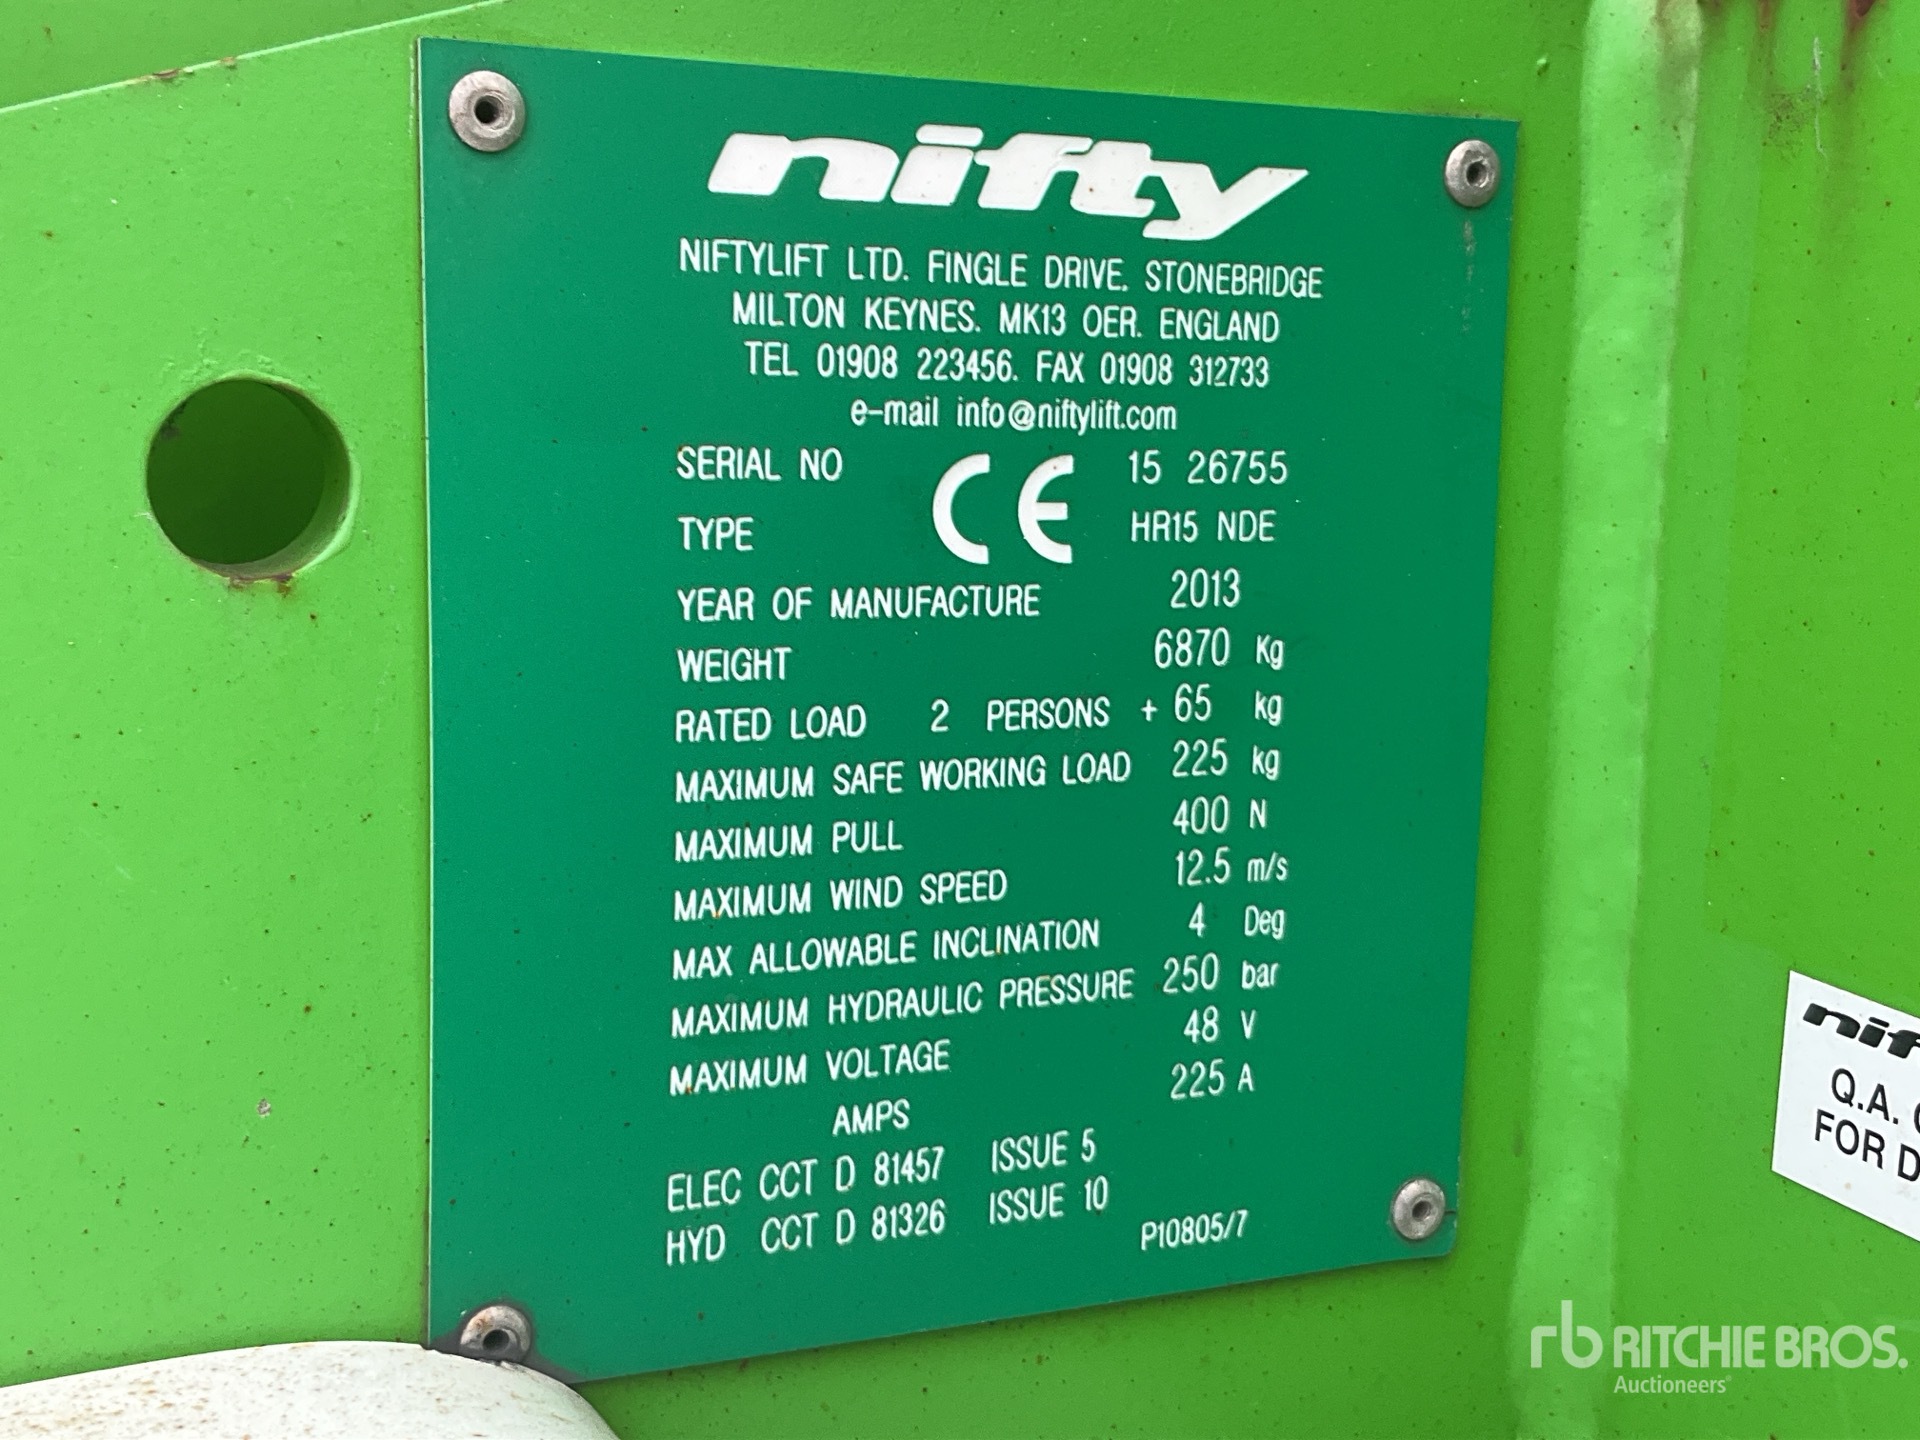 nifty
NIFTYLIFT LTD. FINGLE DRIVE. STONEBRIDGE
MILTON KEYNES. MK13 OER. ENGLAND
TEL 01908 223456. FAX 01908 312733
e-mail info@niftylift.com
SERIAL NO CE 15 26755
TYPE HR15 NDE
YEAR OF MANUFACTURE 2013
WEIGHT 6870 Kg
RATED LOAD 2 PERSONS + 65 kg
MAXIMUM SAFE WORKING LOAD 225 kg
MAXIMUM PULL 400 N
MAXIMUM WIND SPEED 12.5 m/s
MAX ALLOWABLE INCLINATION 4 Deg
MAXIMUM HYDRAULIC PRESSURE 250 bar
MAXIMUM VOLTAGE 48 V
AMPS 225 A
ELEC CCT D 81457 ISSUE 5
HYD CCT D 81326 ISSUE 10
P10805/7
nif
Q.A.
FOR D
rb RITCHIE BROS.
Auctioneers